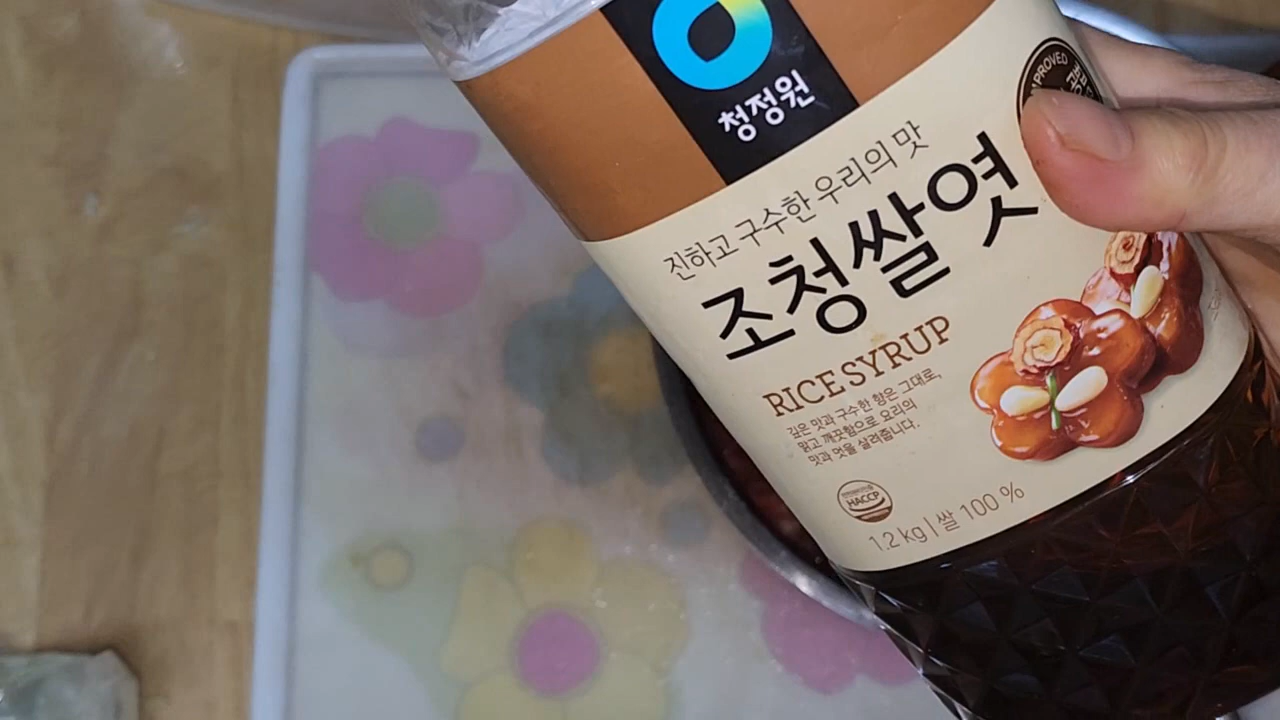 청정원
진하고 구수한 우리의 맛
조청쌀엿
RICE SYRUP
깊은 맛과 구수한 향은 그대로,
맑고 깨끗함으로 요리의
맛과 멋을 살려줍니다.
HACCP
1.2 kg | 쌀 100 %